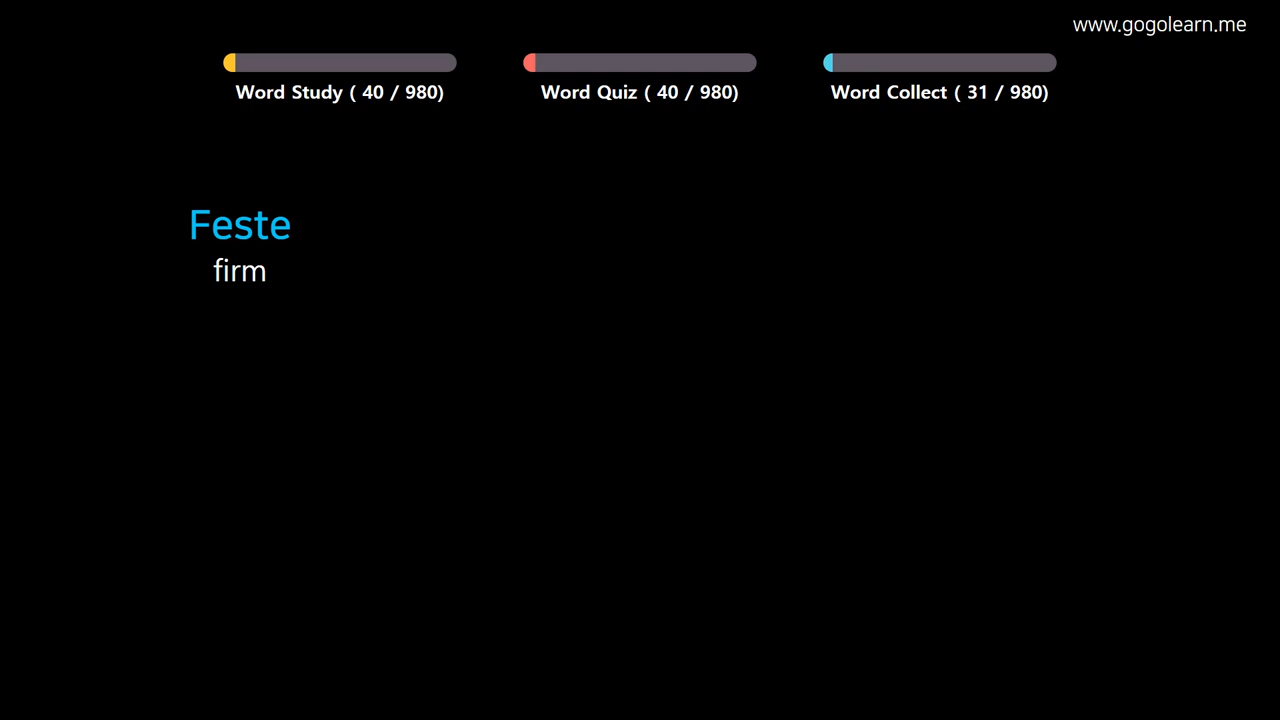 www.gogolearn.me
Word Study ( 40 / 980)
Word Quiz ( 40 / 980)
Word Collect ( 31 / 980)
Feste
firm